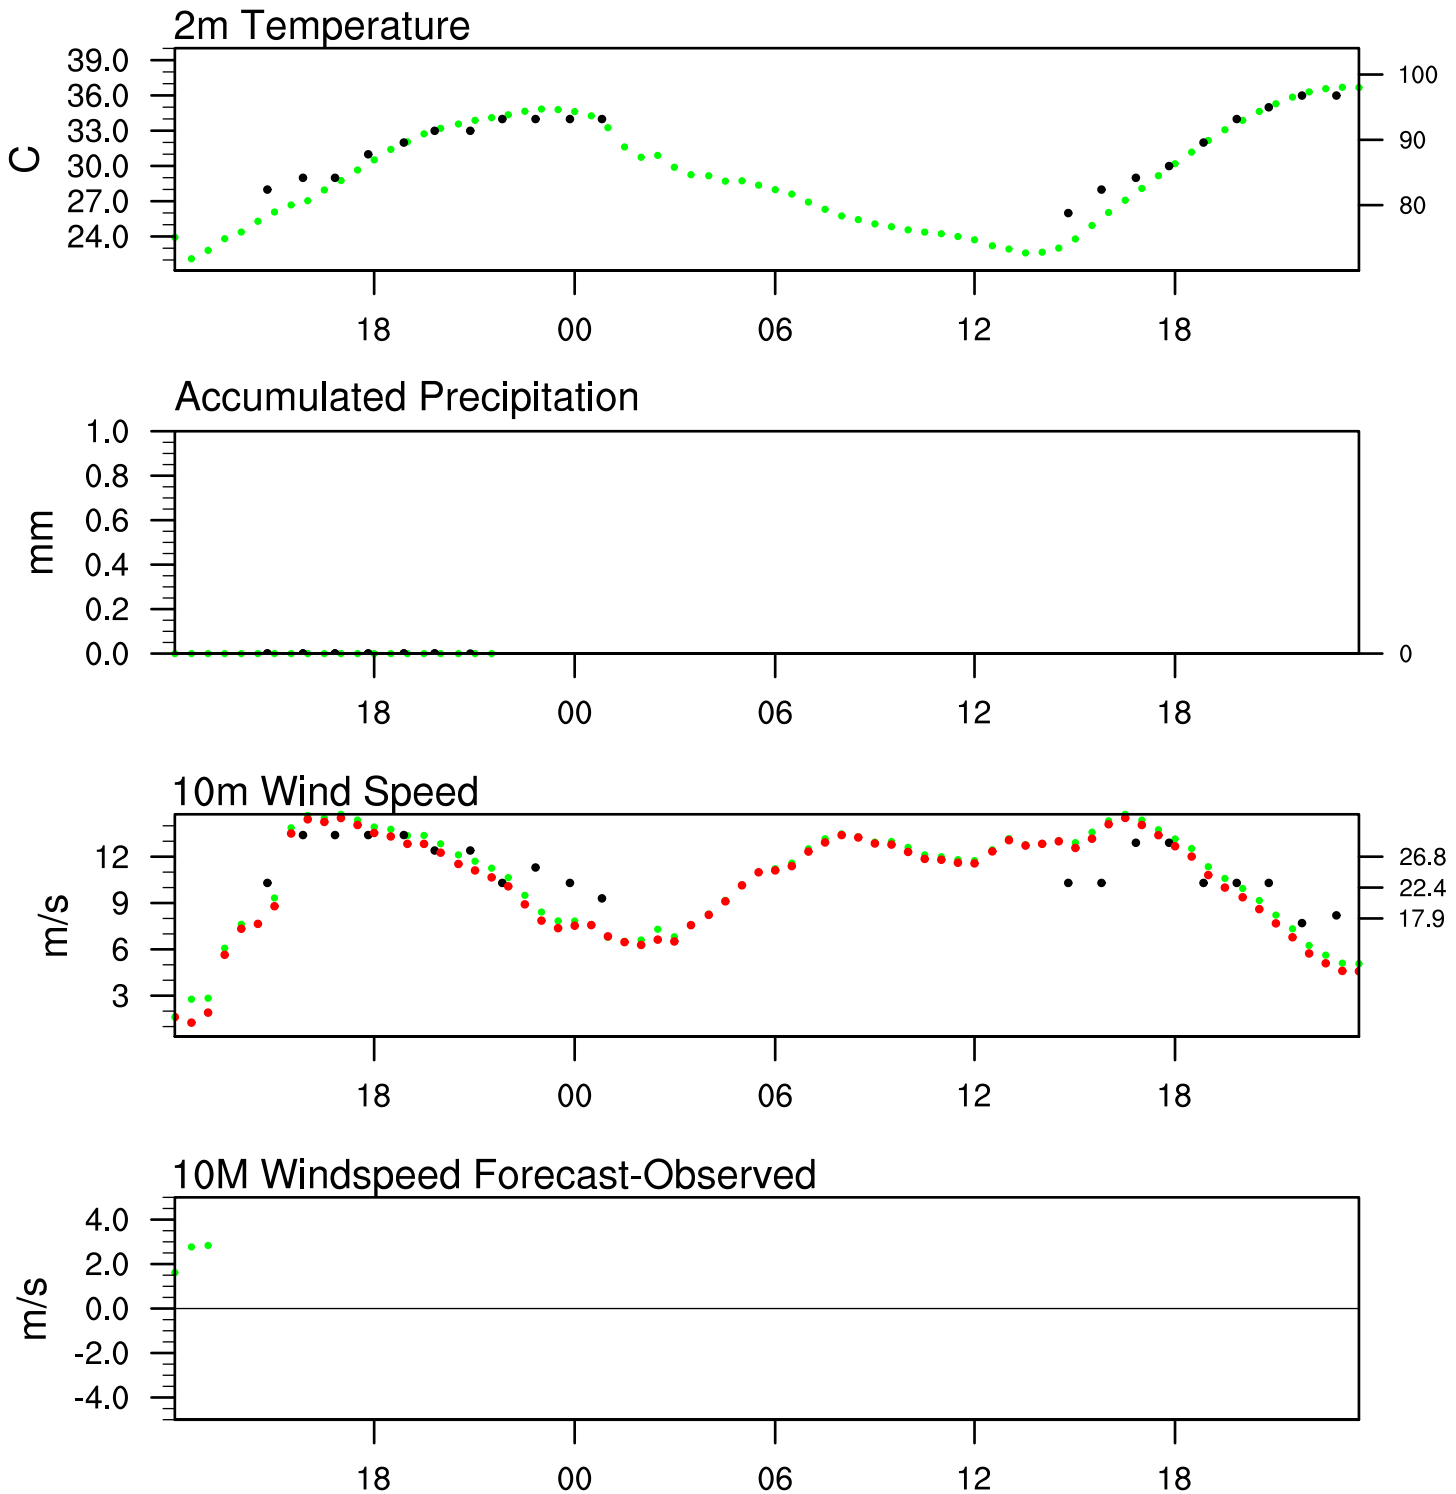 2m Temperature
39.0
36.0
33.0
30.0
27.0
24.0
C
100
90
80
18 00 06 12 18
Accumulated Precipitation
1.0
0.8
0.6
0.4
0.2
0.0
mm
0
18 00 06 12 18
10m Wind Speed
12
9
6
3
m/s
26.8
22.4
17.9
18 00 06 12 18
10M Windspeed Forecast-Observed
4.0
2.0
0.0
-2.0
-4.0
m/s
18 00 06 12 18